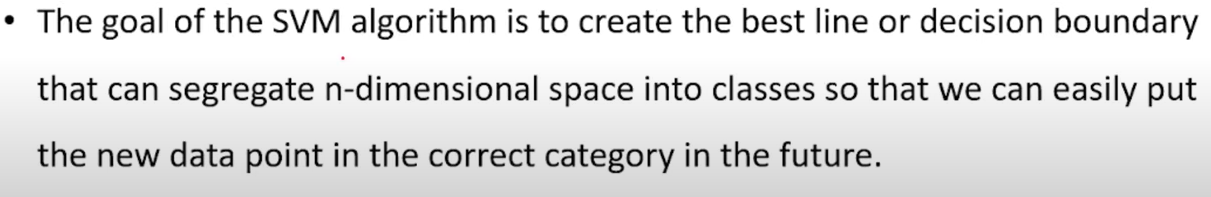 • The goal of the SVM algorithm is to create the best line or decision boundary
that can segregate n-dimensional space into classes so that we can easily put
the new data point in the correct category in the future.